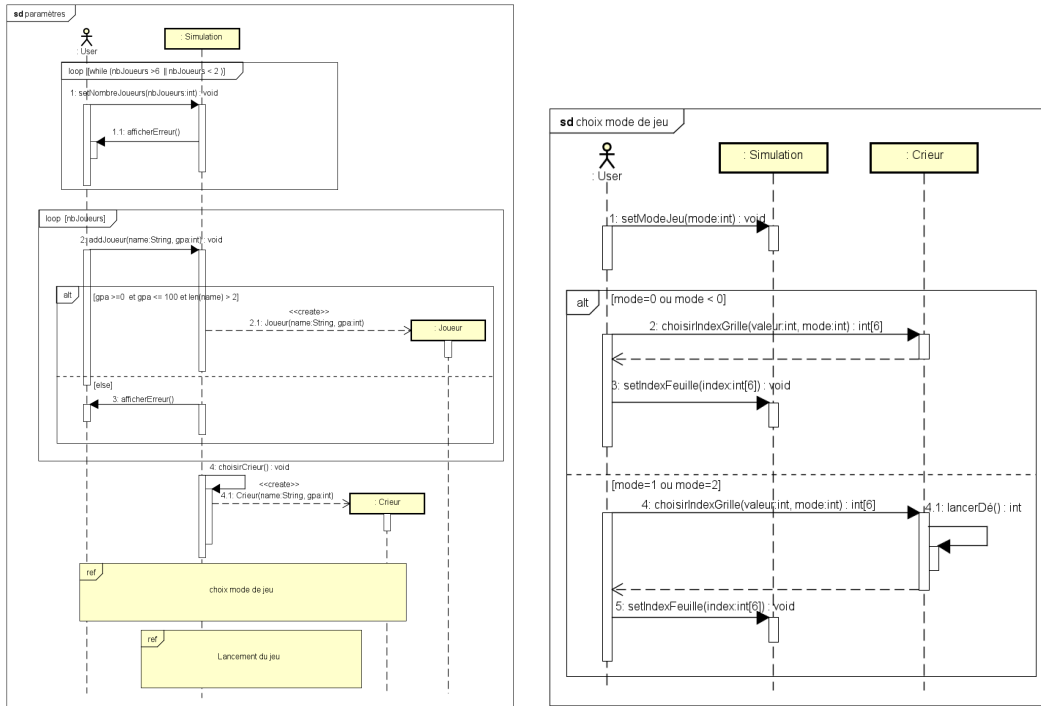 sd paramètres
: User
: Simulation
loop [[while (nbJoueurs >6 || nbJoueurs < 2 )]
1: setNombreJoueurs(nbJoueurs:int) : void
1.1: afficherErreur()
loop [nbJoueurs]
2: addJoueur(name:String, gpa:int) : void
alt
[gpa >=0 et gpa <= 100 et len(name) > 2]
<<create>>
2.1: Joueur(name:String, gpa:int)
: Joueur
[else]
3: afficherErreur()
4: choisirCrieur() : void
<<create>>
4.1: Crieur(name:String, gpa:int)
: Crieur
ref
choix mode de jeu
ref
Lancement du jeu
sd choix mode de jeu
: User
: Simulation
: Crieur
1: setModeJeu(mode:int) : void
alt
[mode=0 ou mode < 0]
2: choisirIndexGrille(valeur:int, mode:int) : int[6]
3: setIndexFeuille(index:int[6]) : void
[mode=1 ou mode=2]
4: choisirIndexGrille(valeur:int, mode:int) : int[6]
4.1: lancerDé() : int
5: setIndexFeuille(index:int[6]) : void